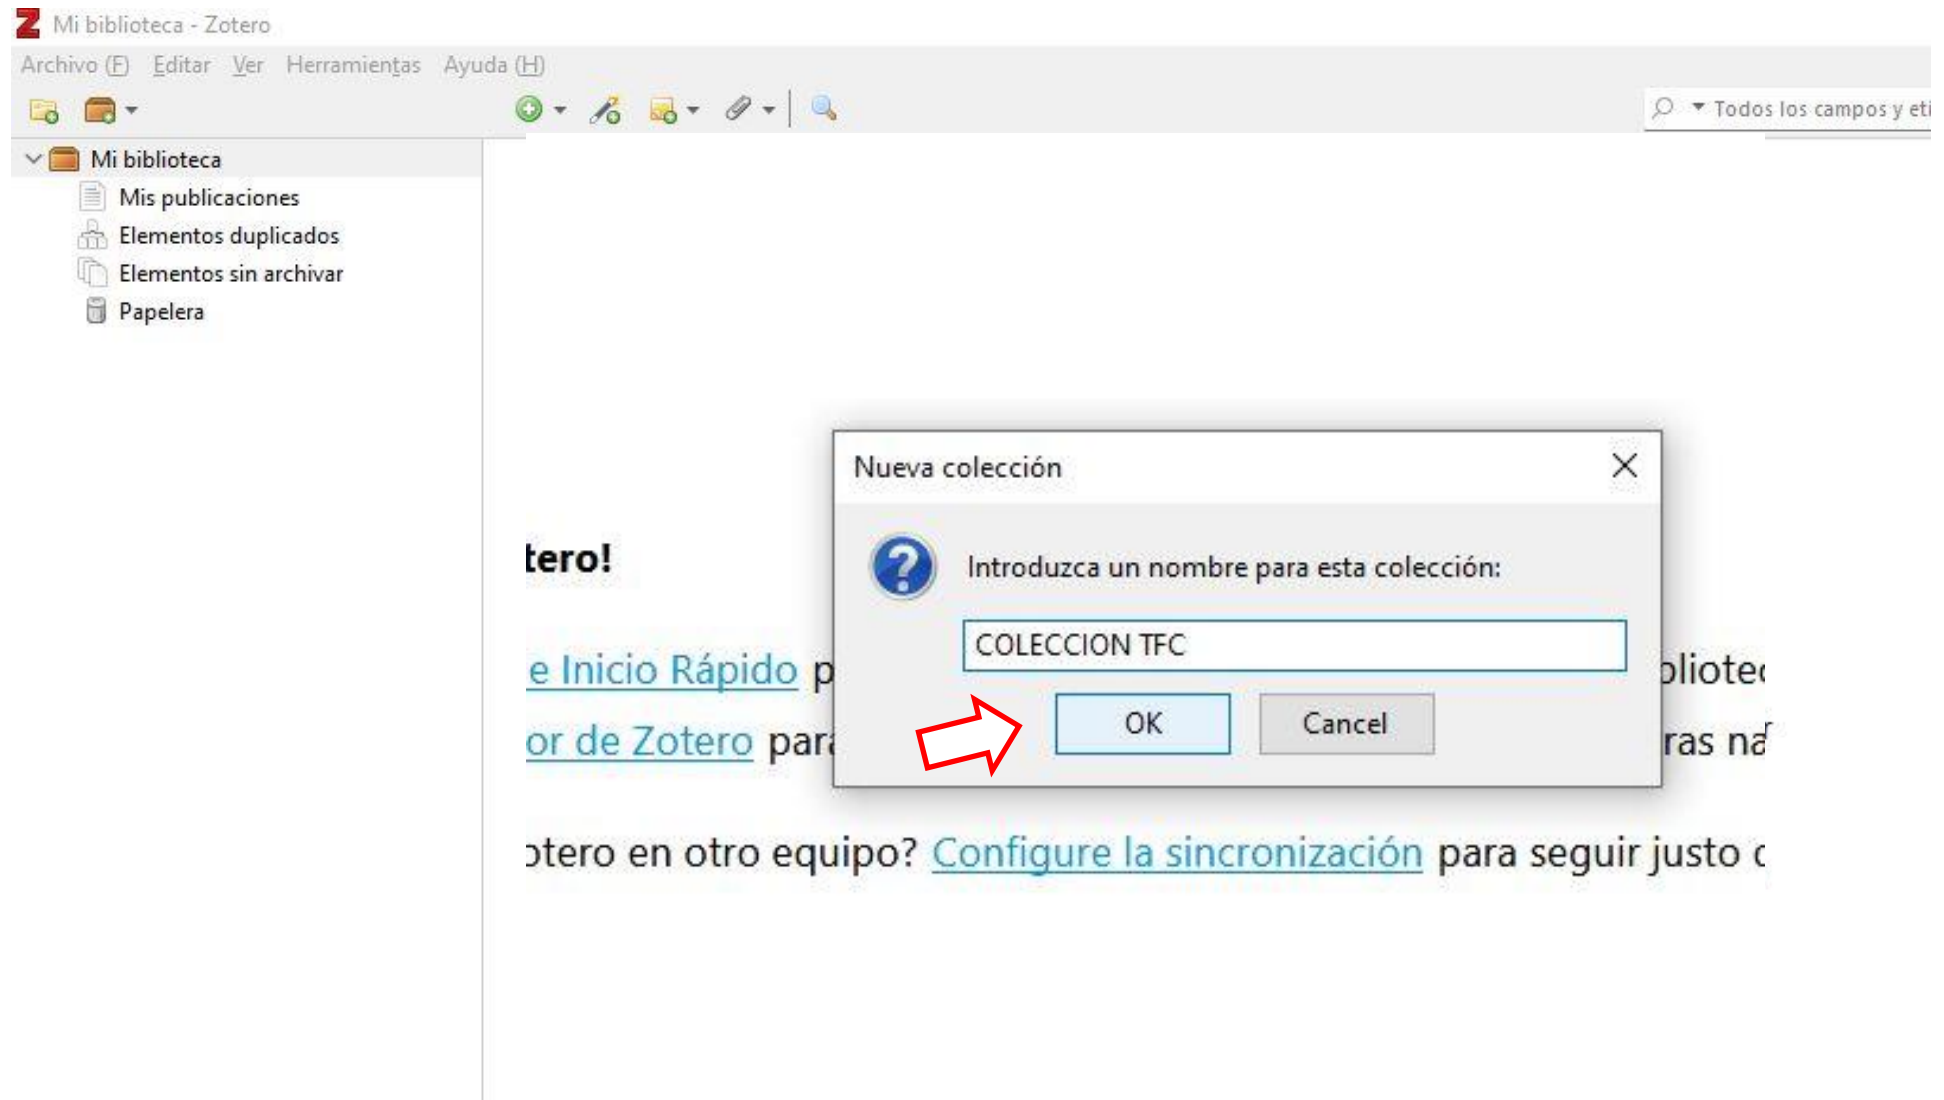 Mi biblioteca - Zotero
Archivo (F) Editar Ver Herramientas Ayuda (H)
Todos los campos y eti
Mi biblioteca
Mis publicaciones
Elementos duplicados
Elementos sin archivar
Papelera
Nueva colección
Introduzca un nombre para esta colección:
COLECCION TFC
OK Cancel
tero!
e Inicio Rápido p
bliotec
or de Zotero para
ras na
otero en otro equipo? Configure la sincronización para seguir justo